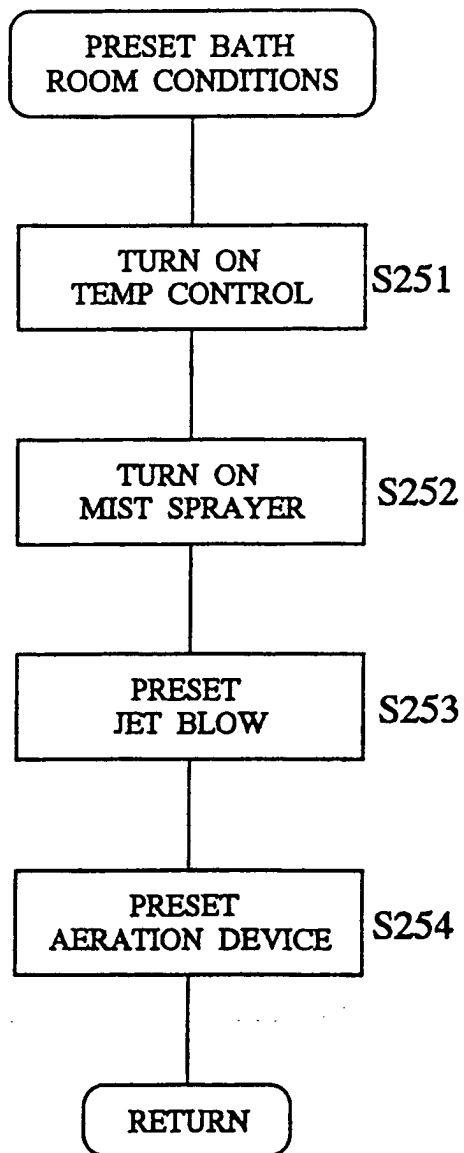 PRESET BATH
ROOM CONDITIONS
TURN ON
TEMP CONTROL
S251
TURN ON
MIST SPRAYER
S252
PRESET
JET BLOW
S253
PRESET
AERATION DEVICE
S254
RETURN